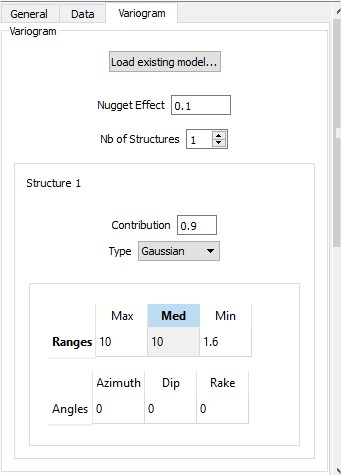 General Data Variogram
Variogram
Load existing model...
Nugget Effect 0.1
Nb of Structures 1
Structure 1
Contribution 0.9
Type Gaussian
Max Med Min
Ranges 10 10 1.6
Azimuth Dip Rake
Angles 0 0 0